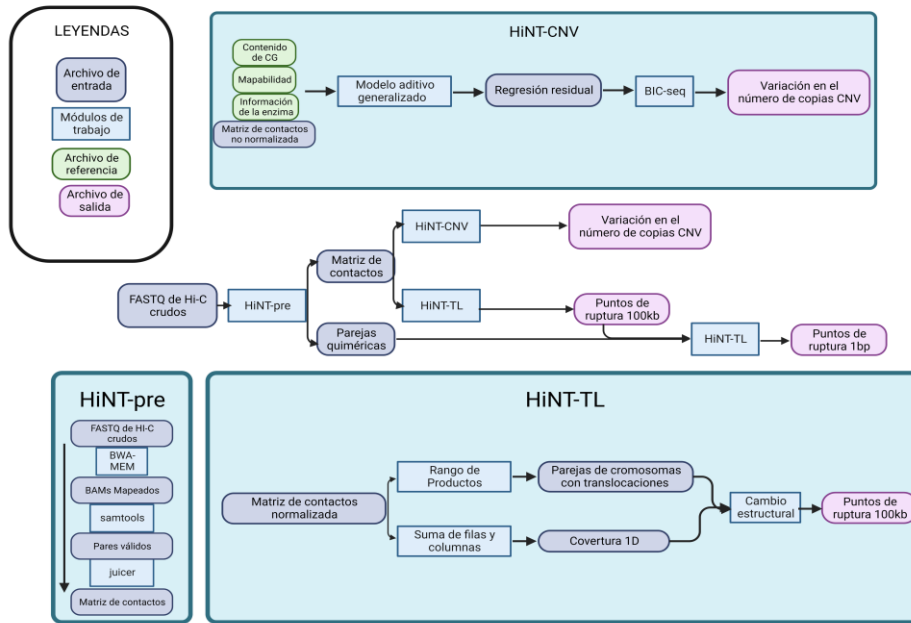 LEYENDAS
Archivo de
entrada
Módulos de
trabajo
Archivo de
referencia
Archivo de
salida
HiNT-CNV
Contenido
de CG
Mapabilidad
Información
de la enzima
Matriz de contactos
no normalizada
Modelo aditivo
generalizado
Regresión residual
BIC-seq
Variación en el
número de copias CNV
FASTQ de Hi-C
crudos
HiNT-pre
Matriz de
contactos
Parejas
quiméricas
HiNT-CNV
Variación en el
número de copias CNV
HiNT-TL
Puntos de
ruptura 100kb
HiNT-TL
Puntos de
ruptura 1bp
HiNT-pre
FASTQ de HI-C
crudos
BWA-
MEM
BAMs Mapeados
samtools
Pares válidos
juicer
Matriz de contactos
HiNT-TL
Matriz de contactos
normalizada
Rango de
Productos
Parejas de cromosomas
con translocaciones
Suma de filas y
columnas
Covertura 1D
Cambio
estructural
Puntos de
ruptura 100kb